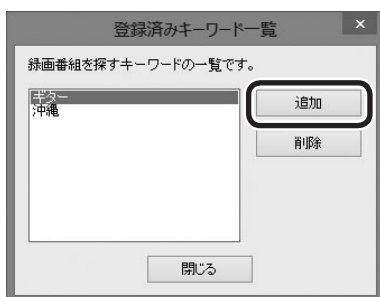 登録済みキーワード一覧
×
録画番組を探すキーワードの一覧です。
ギター
沖縄
追加
削除
閉じる